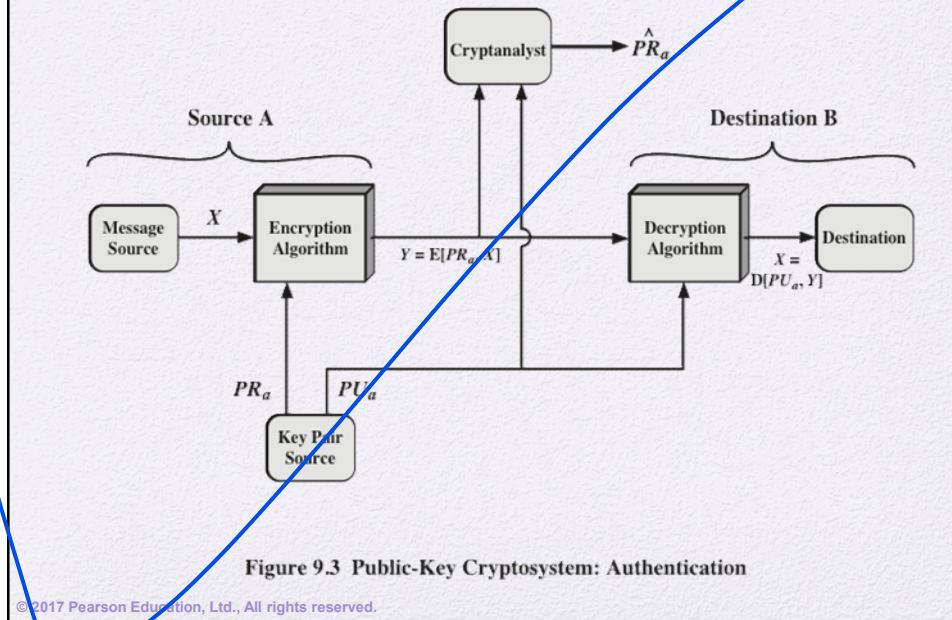 Cryptanalyst
P̂Rₐ
Source A
Destination B
Message
Source
X
Encryption
Algorithm
Y = E[PRₐ, X]
Decryption
Algorithm
X =
D[PUₐ, Y]
Destination
PRₐ
PUₐ
Key Pair
Source
Figure 9.3 Public-Key Cryptosystem: Authentication
© 2017 Pearson Education, Ltd., All rights reserved.